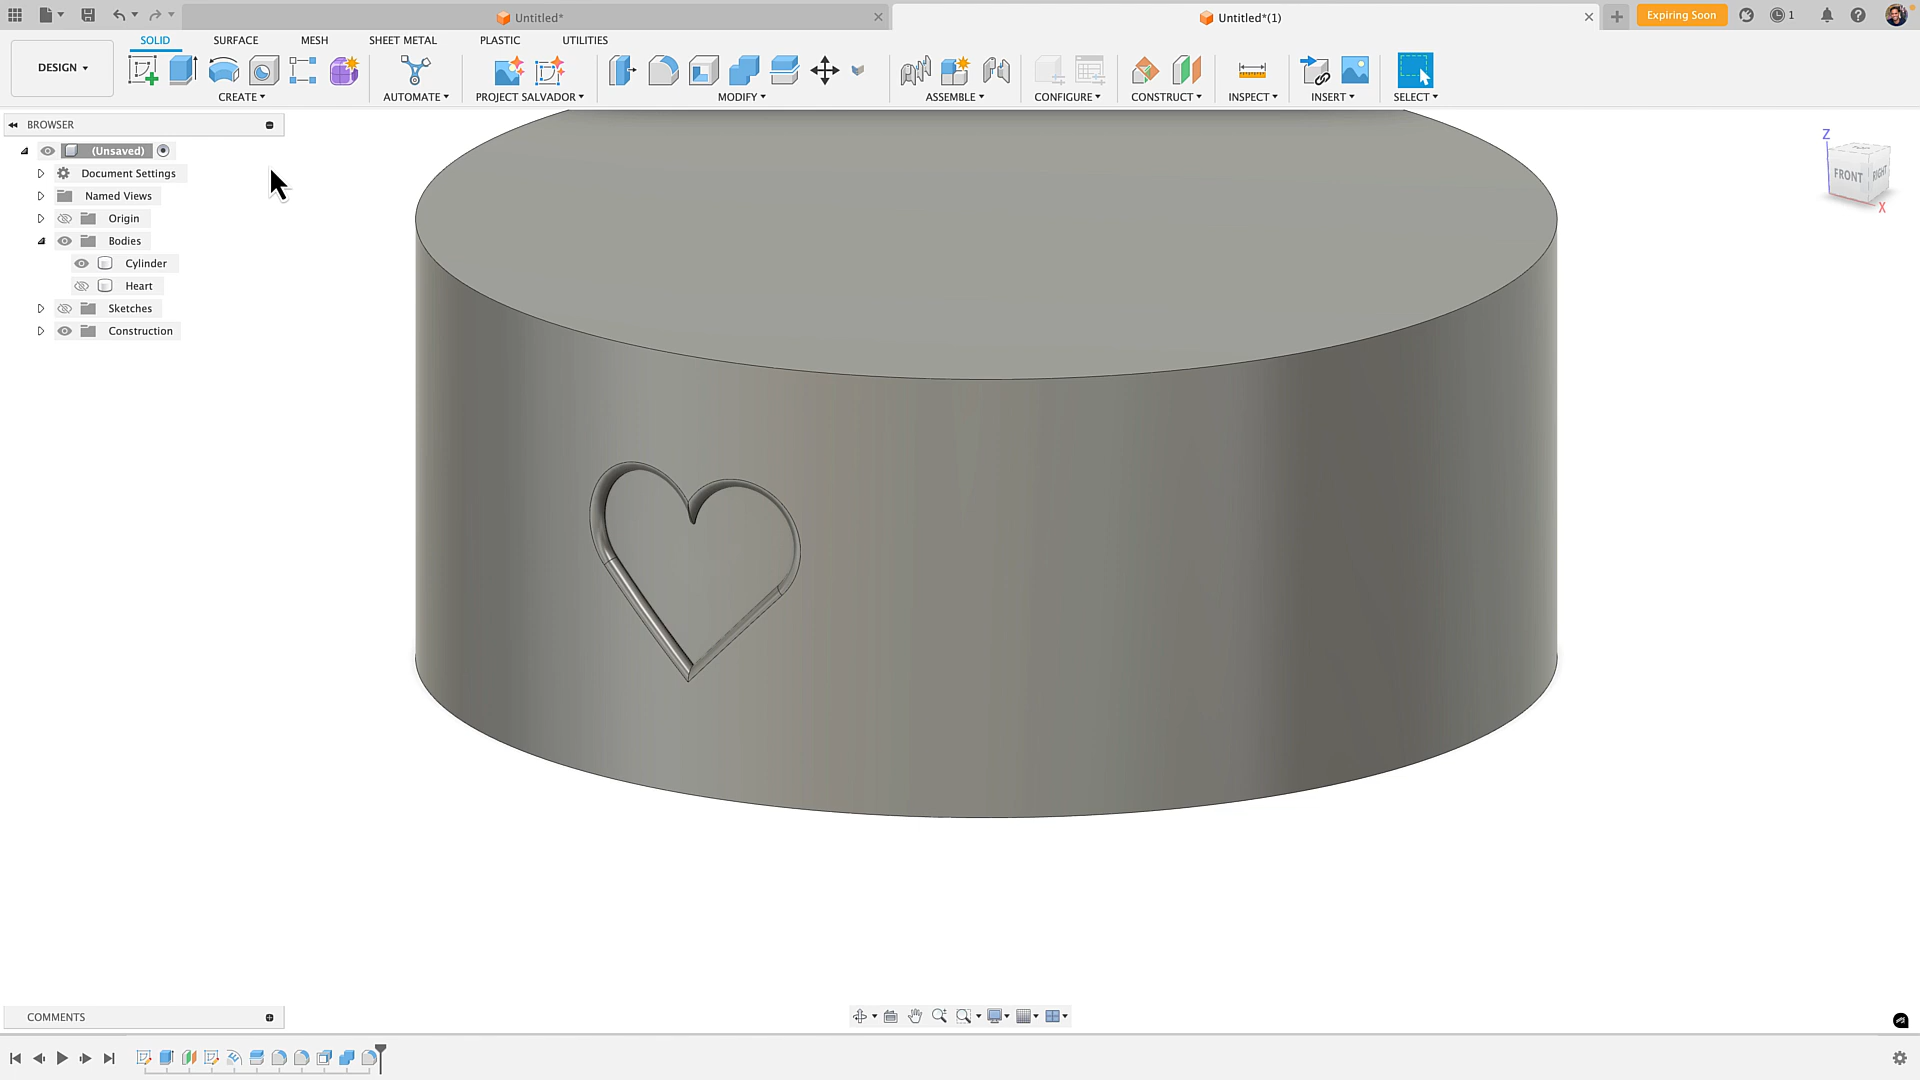 Untitled*
Untitled*(1)
Expiring Soon
1
DESIGN
SOLID
SURFACE
MESH
SHEET METAL
PLASTIC
UTILITIES
CREATE
AUTOMATE
PROJECT SALVADOR
MODIFY
ASSEMBLE
CONFIGURE
CONSTRUCT
INSPECT
INSERT
SELECT
BROWSER
(Unsaved)
Document Settings
Named Views
Origin
Bodies
Cylinder
Heart
Sketches
Construction
Z
FRONT
RIGHT
X
COMMENTS